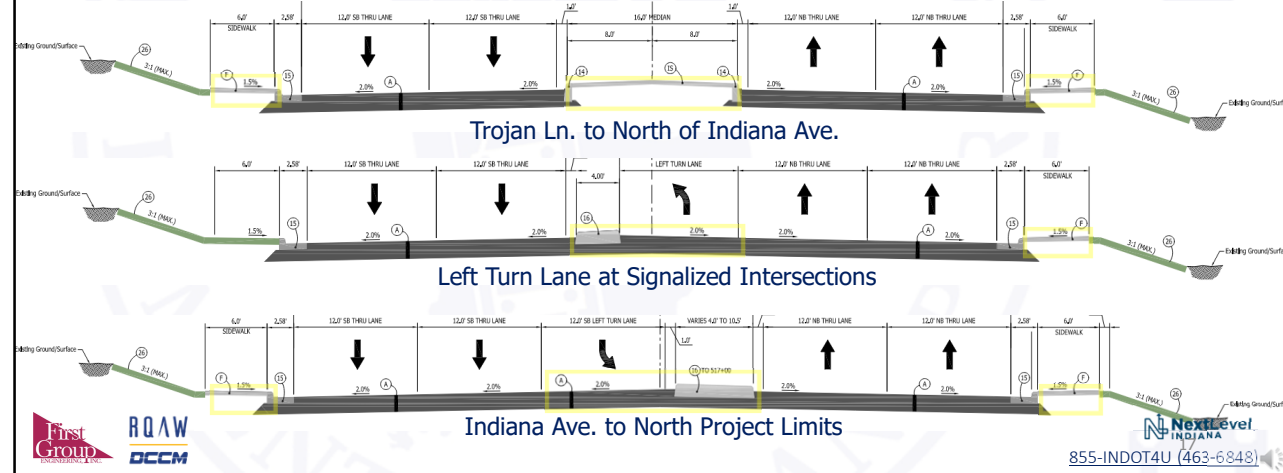 6.0' 2.58' 12.0' SB THRU LANE 12.0' SB THRU LANE 1.0' 16.0' MEDIAN 1.0' 12.0' NB THRU LANE 12.0' NB THRU LANE 2.58' 6.0'
SIDEWALK 8.0' 8.0' SIDEWALK
Existing Ground/Surface 26 3:1 (MAX.) F 1.5% 15 2.0% A 2.0% 14 IS 14 2.0% A 2.0% 15 1.5% F 3:1 (MAX.) 26
Trojan Ln. to North of Indiana Ave.
6.0' 2.58' 12.0' SB THRU LANE 12.0' SB THRU LANE LEFT TURN LANE 12.0' NB THRU LANE 12.0' NB THRU LANE 2.58' 6.0'
4.00' SIDEWALK
Existing Ground/Surface 26 3:1 (MAX.) 1.5% 15 2.0% A 2.0% 16 2.0% 2.0% A 2.0% 15 1.5% F 3:1 (MAX.) 26
Left Turn Lane at Signalized Intersections
6.0' 2.58' 12.0' SB THRU LANE 12.0' SB THRU LANE 12.0' SB LEFT TURN LANE VARIES 4.0' TO 10.5' 12.0' NB THRU LANE 12.0' NB THRU LANE 2.58' 6.0'
SIDEWALK 1.0' SIDEWALK
Existing Ground/Surface 26 3:1 (MAX.) F 1.5% 15 2.0% A 2.0% A 2.0% 16 TO 517+00 2.0% A 2.0% 15 1.5% F 3:1 (MAX.) 26
Indiana Ave. to North Project Limits
First
Group
ENGINEERING, INC.
RQAW
DCCM
NextLevel
INDIANA
855-INDOT4U (463-6848)